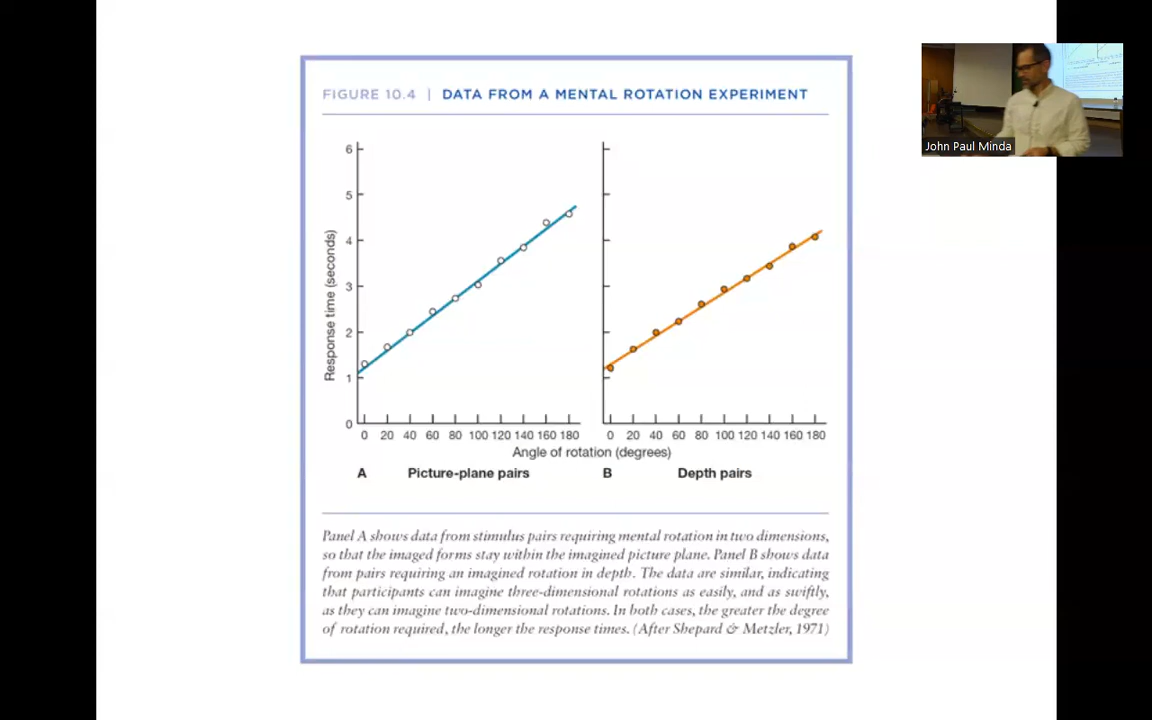 John Paul Minda
FIGURE 10.4 | DATA FROM A MENTAL ROTATION EXPERIMENT
Response time (seconds)
6
5
4
3
2
1
0
0 20 40 60 80 100 120 140 160 180
0 20 40 60 80 100 120 140 160 180
Angle of rotation (degrees)
A Picture-plane pairs
B Depth pairs
Panel A shows data from stimulus pairs requiring mental rotation in two dimensions,
so that the imaged forms stay within the imagined picture plane. Panel B shows data
from pairs requiring an imagined rotation in depth. The data are similar, indicating
that participants can imagine three-dimensional rotations as easily, and as swiftly,
as they can imagine two-dimensional rotations. In both cases, the greater the degree
of rotation required, the longer the response times. (After Shepard & Metzler, 1971)